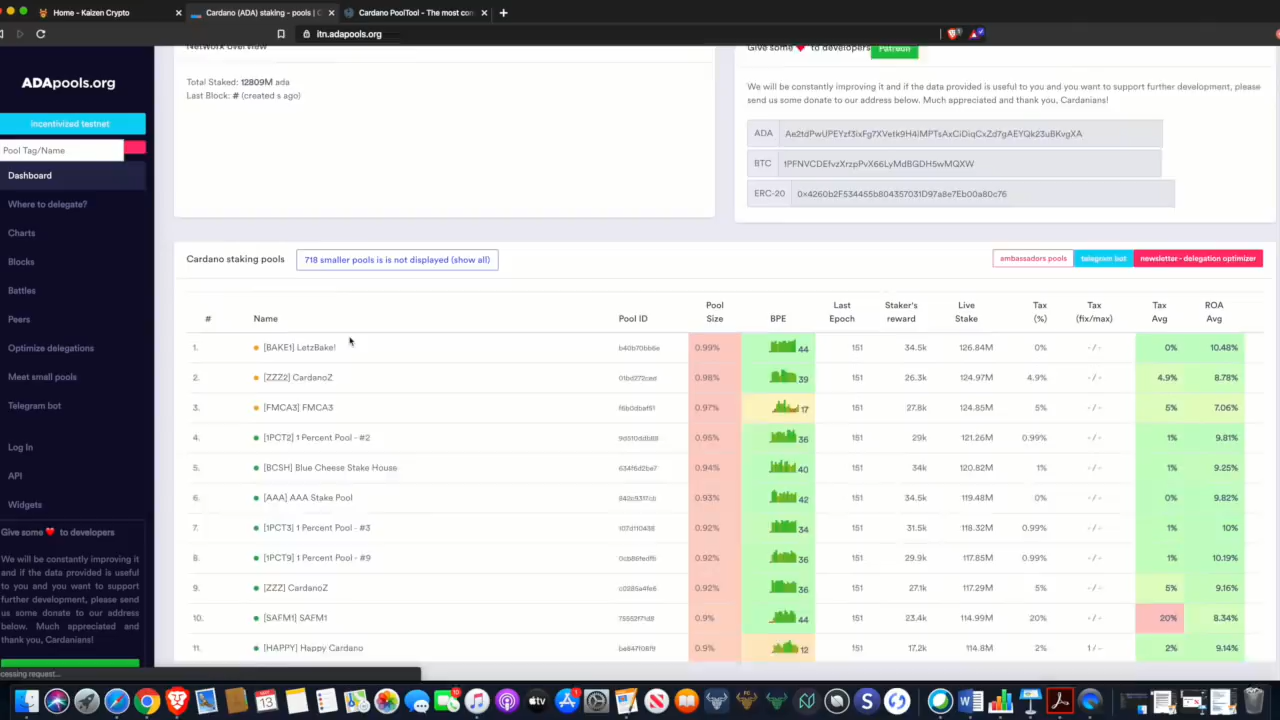 Home - Kaizen Crypto
Cardano (ADA) staking - pools | C
Cardano PoolTool - The most con
itn.adapools.org
ADApools.org
incentivized testnet
Pool Tag/Name
Dashboard
Where to delegate?
Charts
Blocks
Battles
Peers
Optimize delegations
Meet small pools
Telegram bot
Log In
API
Widgets
Give some ❤ to developers
We will be constantly improving it
and if the data provided is useful
to you and you want to support
further development, please send
us some donate to our address
below. Much appreciated and
thank you, Cardanians!
cessing request...
Network overview
Total Staked: 12809M ada
Last Block: # (created s ago)
Give some ❤ to developers
Patreon
We will be constantly improving it and if the data provided is useful to you and you want to support further development, please
send us some donate to our address below. Much appreciated and thank you, Cardanians!
ADA
BTC
ERC-20
Cardano staking pools
718 smaller pools is is not displayed (show all)
ambassadors pools
telegram bot
newsletter - delegation optimizer
# Name Pool ID Pool Size BPE Last Epoch Staker's reward Live Stake Tax (%) Tax (fix/max) Tax Avg ROA Avg
1. [BAKE1] LetzBake! b40b70bb6e 0.99% 44 151 34.5k 126.84M 0% - / - 0% 10.48%
2. [ZZZ2] CardanoZ 0.98% 39 151 26.3k 124.97M 4.9% - / - 4.9% 8.78%
3. [FMCA3] FMCA3 0.97% 17 151 27.8k 124.85M 5% - / - 5% 7.06%
4. [1PCT2] 1 Percent Pool - #2 0.95% 36 151 29k 121.26M 0.99% - / - 1% 9.81%
5. [BCSH] Blue Cheese Stake House 0.94% 40 151 34k 120.82M 1% - / - 1% 9.25%
6. [AAA] AAA Stake Pool 0.93% 42 151 34.5k 119.48M 0% - / - 0% 9.82%
7. [1PCT3] 1 Percent Pool - #3 0.92% 34 151 31.5k 118.32M 0.99% - / - 1% 10%
8. [1PCT9] 1 Percent Pool - #9 0.92% 36 151 29.9k 117.85M 0.99% - / - 1% 10.19%
9. [ZZZ] CardanoZ 0.92% 36 151 27.1k 117.29M 5% - / - 5% 9.16%
10. [SAFM1] SAFM1 0.9% 44 151 23.4k 114.99M 20% - / - 20% 8.34%
11. [HAPPY] Happy Cardano 0.9% 12 151 17.2k 114.8M 2% 1 / - 2% 9.14%